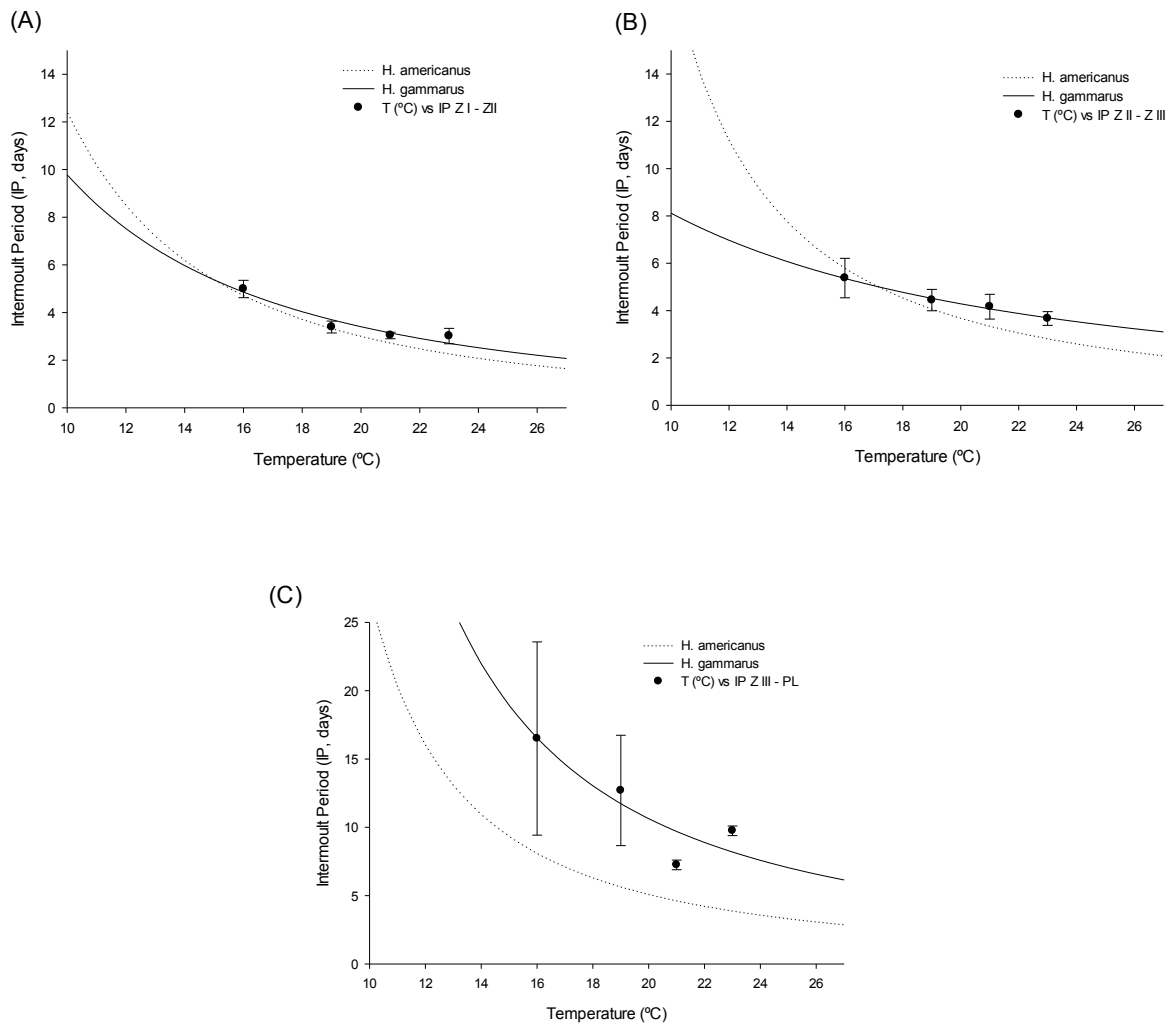 (A)
H. americanus
H. gammarus
T (ºC) vs IP Z I - ZII
Intermoult Period (IP, days)
14
12
10
8
6
4
2
0
10 12 14 16 18 20 22 24 26
Temperature (ºC)
(B)
H. americanus
H. gammarus
T (ºC) vs IP Z II - Z III
Intermoult Period (IP, days)
14
12
10
8
6
4
2
0
10 12 14 16 18 20 22 24 26
Temperature (ºC)
(C)
H. americanus
H. gammarus
T (ºC) vs IP Z III - PL
Intermoult Period (IP, days)
25
20
15
10
5
0
10 12 14 16 18 20 22 24 26
Temperature (ºC)